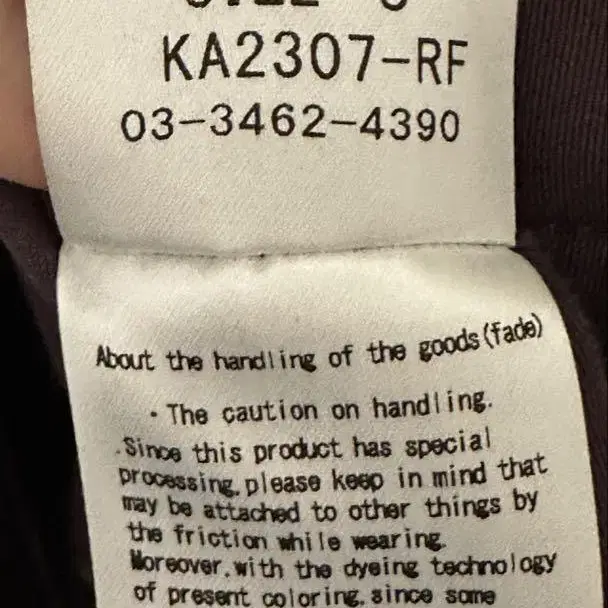 KA2307-RF
03-3462-4390
About the handling of the goods(fade)
・The caution on handling.
.Since this product has special
processing,please keep in mind that
may be attached to other things by
the friction while wearing.
Moreover,with the dyeing technology
of present coloring,since some